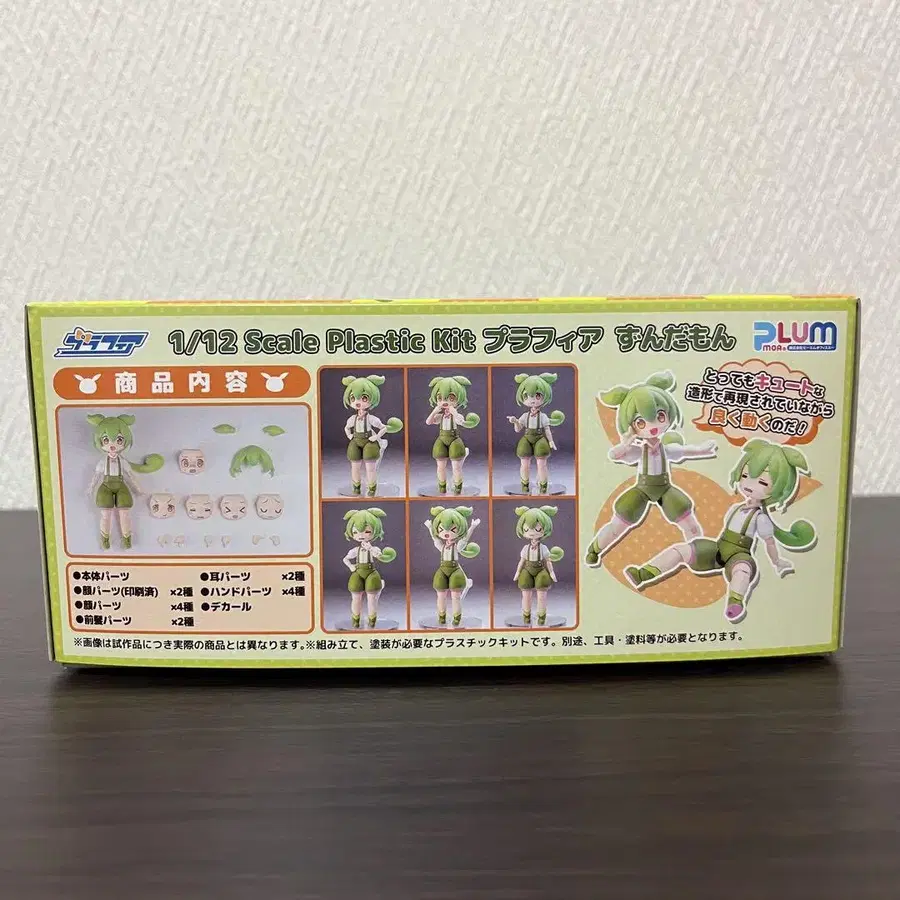 プラフィア
1/12 Scale Plastic Kit プラフィア ずんだもん
PLUM
PMOA
商品内容
●本体パーツ
●顔パーツ(印刷済) ×2種
●顔パーツ ×4種
●前髪パーツ ×2種
●耳パーツ ×2種
●ハンドパーツ ×4種
●デカール
とってもキュートな
造形で再現されていながら
良く動くのだ!
※画像は試作品につき実際の商品とは異なります。※組み立て、塗装が必要なプラスチックキットです。別途、工具・塗料等が必要となります。